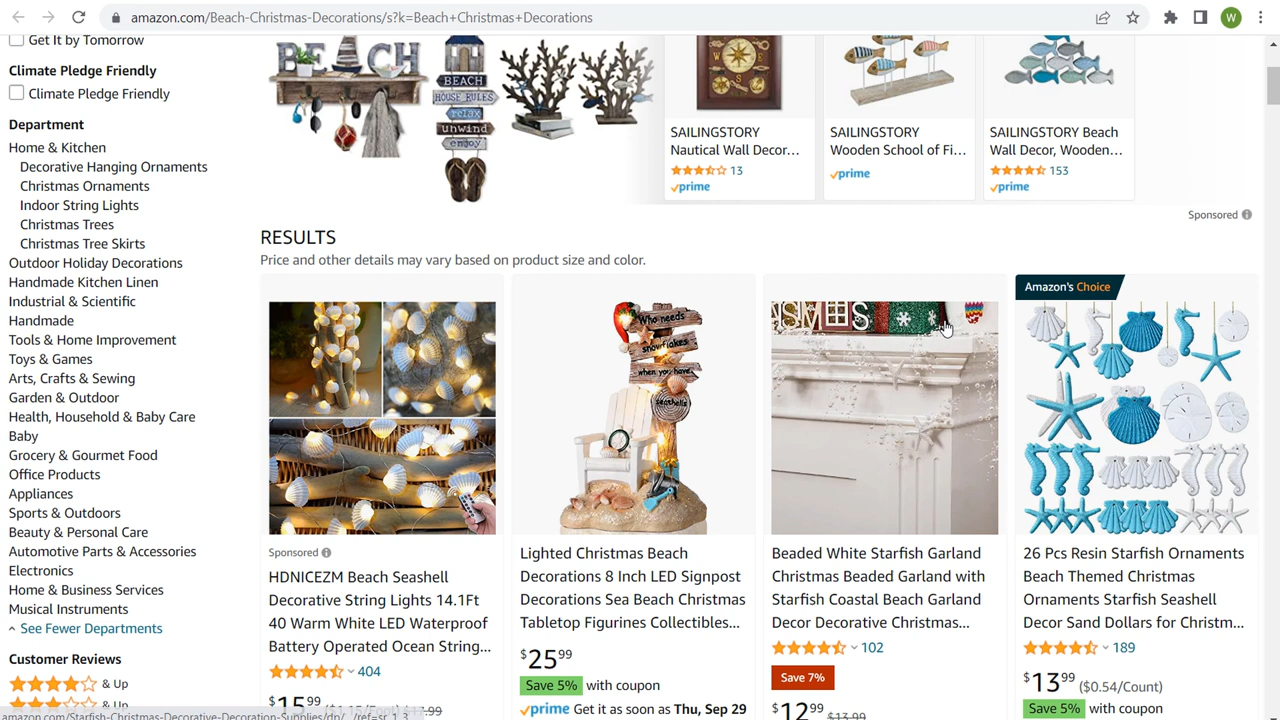 amazon.com/Beach-Christmas-Decorations/s?k=Beach+Christmas+Decorations
W
Get It by Tomorrow
Climate Pledge Friendly
Climate Pledge Friendly
Department
Home & Kitchen
Decorative Hanging Ornaments
Christmas Ornaments
Indoor String Lights
Christmas Trees
Christmas Tree Skirts
Outdoor Holiday Decorations
Handmade Kitchen Linen
Industrial & Scientific
Handmade
Tools & Home Improvement
Toys & Games
Arts, Crafts & Sewing
Garden & Outdoor
Health, Household & Baby Care
Baby
Grocery & Gourmet Food
Office Products
Appliances
Sports & Outdoors
Beauty & Personal Care
Automotive Parts & Accessories
Electronics
Home & Business Services
Musical Instruments
See Fewer Departments
Customer Reviews
& Up
& Up
BEACH
BEACH
HOUSE RULES
relax
unwind
enjoy
SAILINGSTORY
Nautical Wall Decor...
13
prime
SAILINGSTORY
Wooden School of Fi...
prime
SAILINGSTORY Beach
Wall Decor, Wooden...
153
prime
Sponsored
RESULTS
Price and other details may vary based on product size and color.
Sponsored
HDNICEZM Beach Seashell
Decorative String Lights 14.1Ft
40 Warm White LED Waterproof
Battery Operated Ocean String...
404
$15.99
$17.99
Who needs
snowflakes
when you have
seashells
Lighted Christmas Beach
Decorations 8 Inch LED Signpost
Decorations Sea Beach Christmas
Tabletop Figurines Collectibles...
$25.99
Save 5% with coupon
prime Get it as soon as Thu, Sep 29
Beaded White Starfish Garland
Christmas Beaded Garland with
Starfish Coastal Beach Garland
Decor Decorative Christmas...
102
Save 7%
$12.99 $13.99
Amazon's Choice
26 Pcs Resin Starfish Ornaments
Beach Themed Christmas
Ornaments Starfish Seashell
Decor Sand Dollars for Christm...
189
$13.99 ($0.54/Count)
Save 5% with coupon